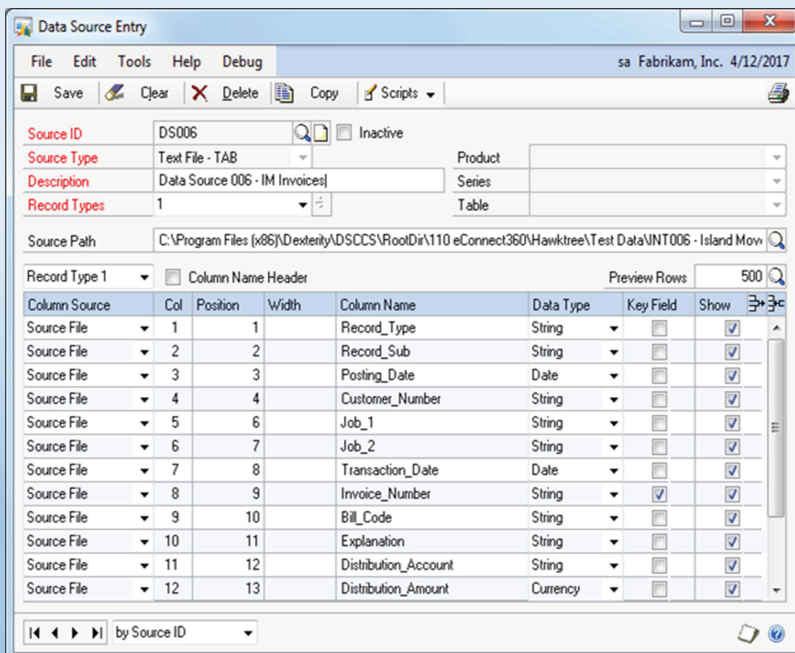 Data Source Entry
File Edit Tools Help Debug sa Fabrikam, Inc. 4/12/2017
Save Clear Delete Copy Scripts
Source ID DS006 Inactive
Source Type Text File - TAB Product
Description Data Source 006 - IM Invoices Series
Record Types 1 Table
Source Path C:\Program Files (x86)\Dexterity\DSCCS\RootDir\110 eConnect360\Hawktree\Test Data\INT006 - Island Mov
Record Type 1 Column Name Header Preview Rows 500
Column Source Col Position Width Column Name Data Type Key Field Show
Source File 1 1 Record_Type String
Source File 2 2 Record_Sub String
Source File 3 3 Posting_Date Date
Source File 4 4 Customer_Number String
Source File 5 6 Job_1 String
Source File 6 7 Job_2 String
Source File 7 8 Transaction_Date Date
Source File 8 9 Invoice_Number String
Source File 9 10 Bill_Code String
Source File 10 11 Explanation String
Source File 11 12 Distribution_Account String
Source File 12 13 Distribution_Amount Currency
by Source ID